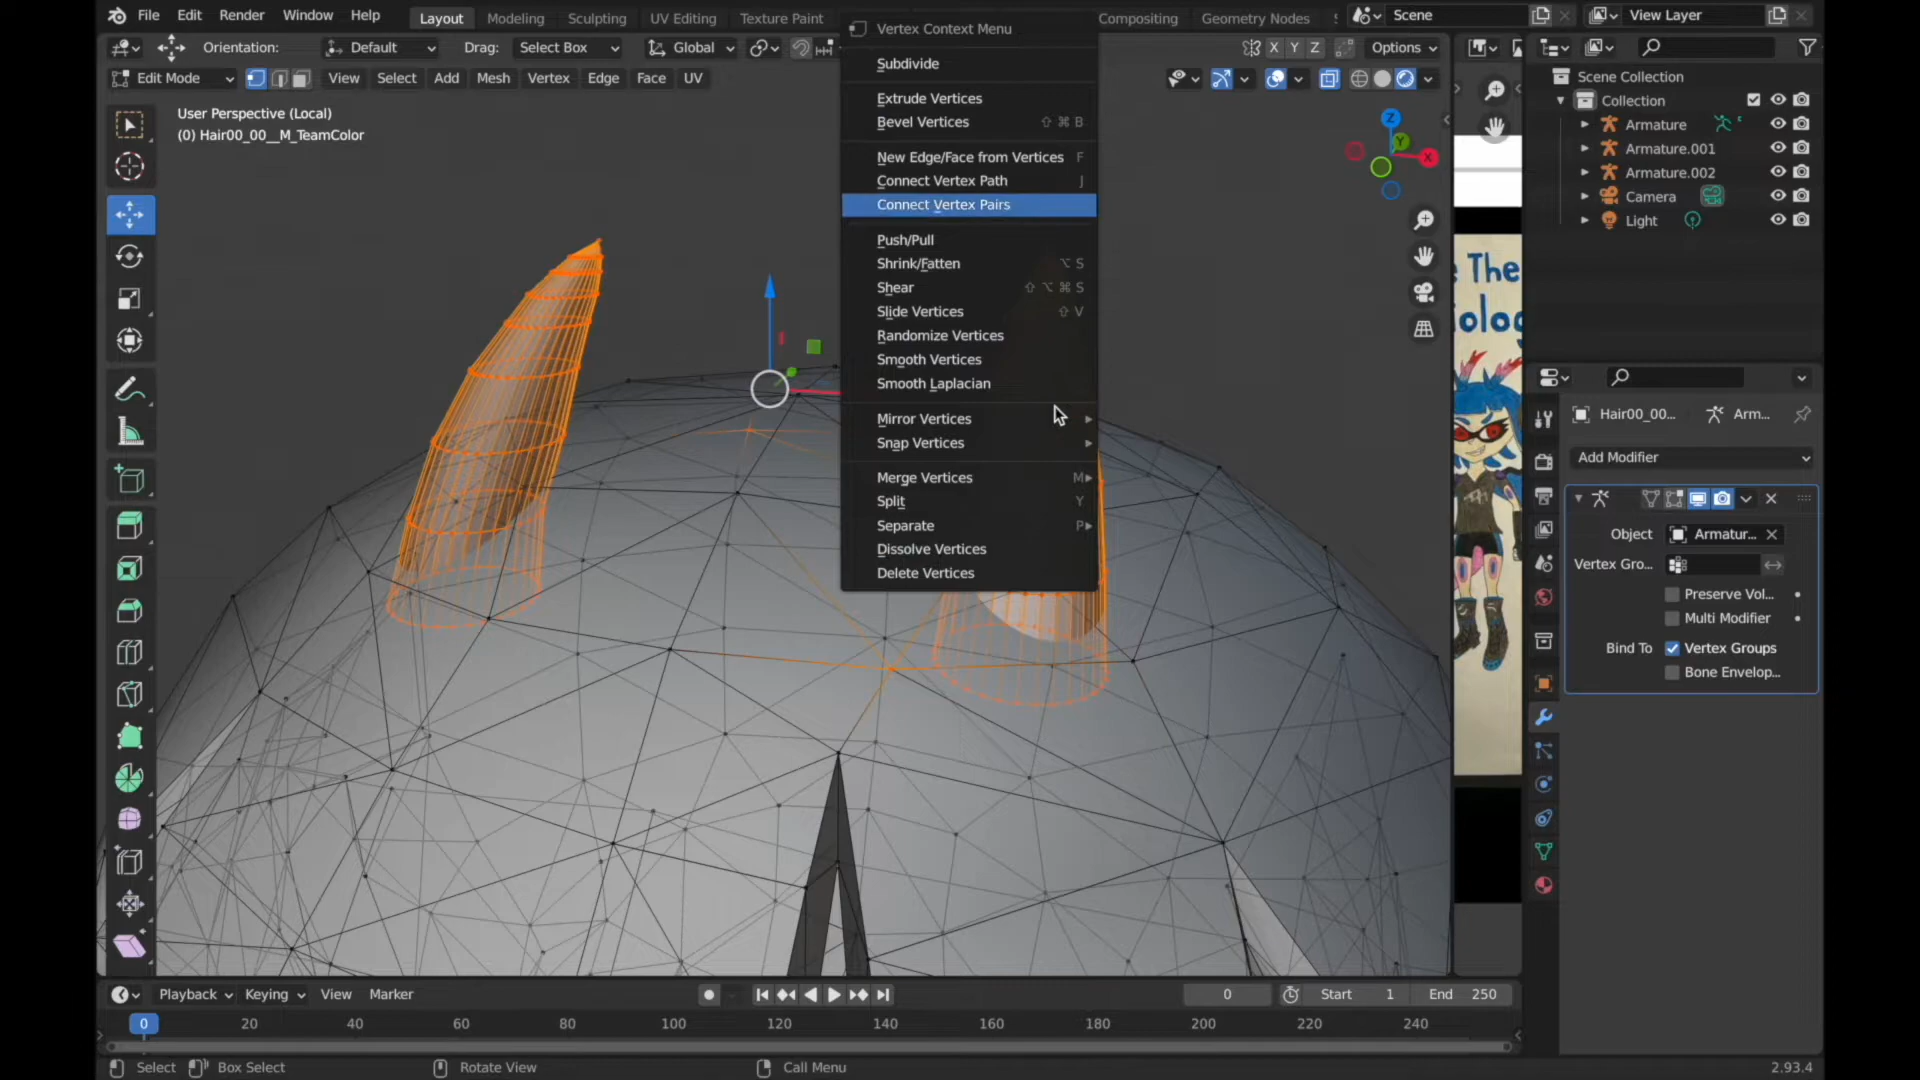 File Edit Render Window Help Layout Modeling Sculpting UV Editing Texture Paint Compositing Geometry Nodes Scene View Layer
Orientation: Default Drag: Select Box Global X Y Z Options
Edit Mode View Select Add Mesh Vertex Edge Face UV
User Perspective (Local)
(0) Hair00_00__M_TeamColor
Vertex Context Menu
Subdivide
Extrude Vertices
Bevel Vertices ⇧ ⌘ B
New Edge/Face from Vertices F
Connect Vertex Path J
Connect Vertex Pairs
Push/Pull
Shrink/Fatten ⌥ S
Shear ⇧ ⌥ ⌘ S
Slide Vertices ⇧ V
Randomize Vertices
Smooth Vertices
Smooth Laplacian
Mirror Vertices
Snap Vertices
Merge Vertices M
Split Y
Separate P
Dissolve Vertices
Delete Vertices
Z
Y
X
The
olog
Scene Collection
Collection
Armature
Armature.001
Armature.002
Camera
Light
Hair00_00... Arm...
Add Modifier
Object Armatur...
Vertex Gro...
Preserve Vol...
Multi Modifier
Bind To Vertex Groups
Bone Envelop...
Playback Keying View Marker 0 Start 1 End 250
0 20 40 60 80 100 120 140 160 180 200 220 240
Select Box Select Rotate View Call Menu 2.93.4